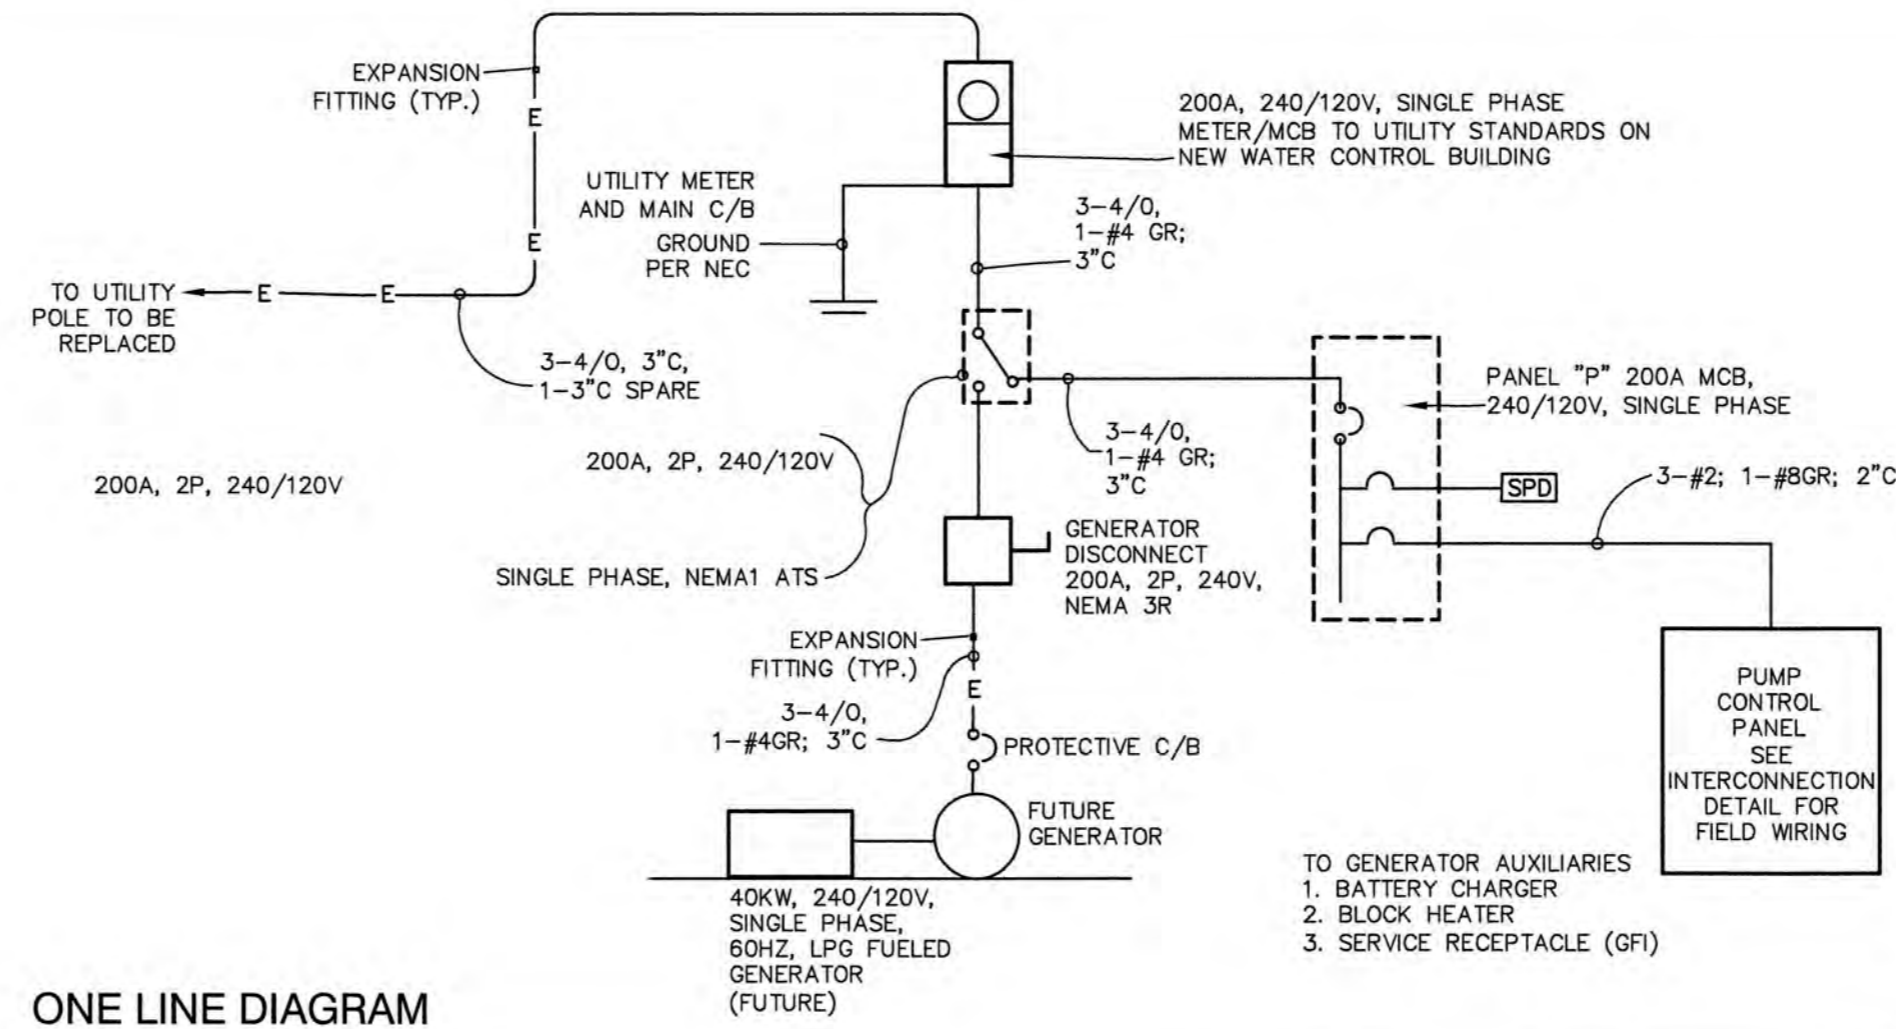 EXPANSION
FITTING (TYP.)
E
E
TO UTILITY
POLE TO BE
REPLACED
E
E
3-4/0, 3"C,
1-3"C SPARE
200A, 2P, 240/120V
UTILITY METER
AND MAIN C/B
GROUND
PER NEC
200A, 240/120V, SINGLE PHASE
METER/MCB TO UTILITY STANDARDS ON
NEW WATER CONTROL BUILDING
3-4/0,
1-#4 GR;
3"C
200A, 2P, 240/120V
SINGLE PHASE, NEMA1 ATS
3-4/0,
1-#4 GR;
3"C
PANEL "P" 200A MCB,
240/120V, SINGLE PHASE
SPD
3-#2; 1-#8GR; 2"C
GENERATOR
DISCONNECT
200A, 2P, 240V,
NEMA 3R
EXPANSION
FITTING (TYP.)
E
3-4/0,
1-#4GR; 3"C
PROTECTIVE C/B
FUTURE
GENERATOR
40KW, 240/120V,
SINGLE PHASE,
60HZ, LPG FUELED
GENERATOR
(FUTURE)
PUMP
CONTROL
PANEL
SEE
INTERCONNECTION
DETAIL FOR
FIELD WIRING
TO GENERATOR AUXILIARIES
1. BATTERY CHARGER
2. BLOCK HEATER
3. SERVICE RECEPTACLE (GFI)
ONE LINE DIAGRAM